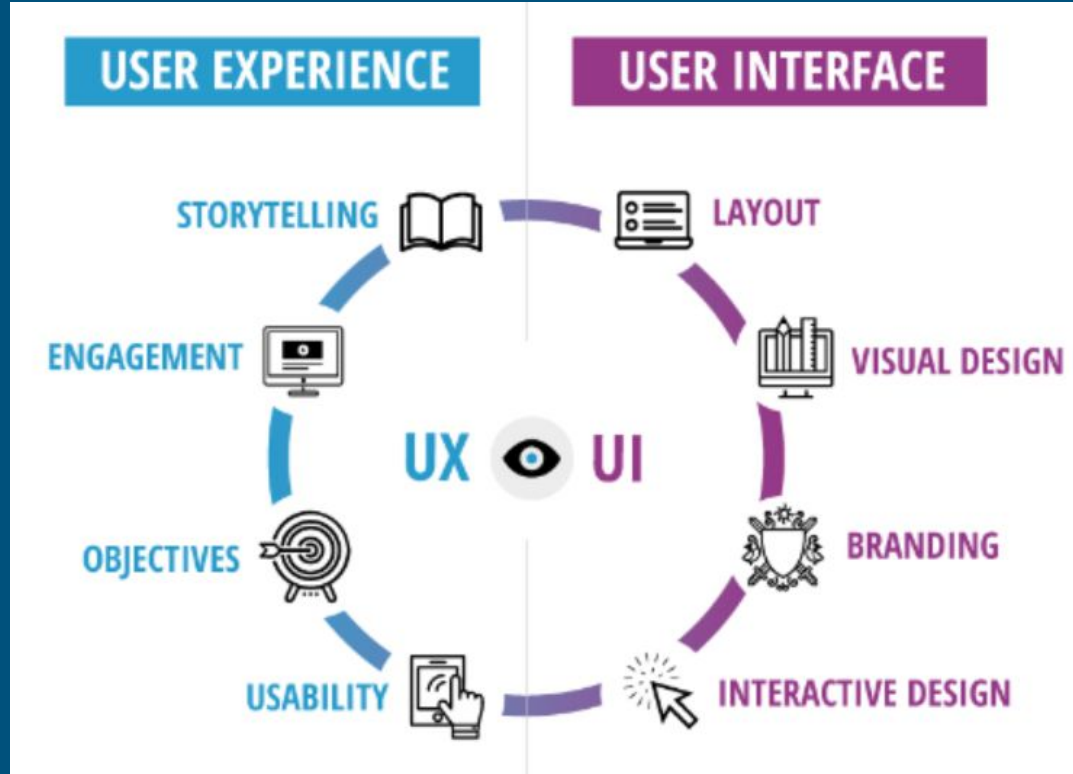 USER EXPERIENCE
USER INTERFACE
STORYTELLING
LAYOUT
ENGAGEMENT
VISUAL DESIGN
UX
UI
OBJECTIVES
BRANDING
USABILITY
INTERACTIVE DESIGN